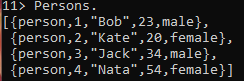 11> Persons.
[{person,1,"Bob",23,male},
 {person,2,"Kate",20,female},
 {person,3,"Jack",34,male},
 {person,4,"Nata",54,female}]